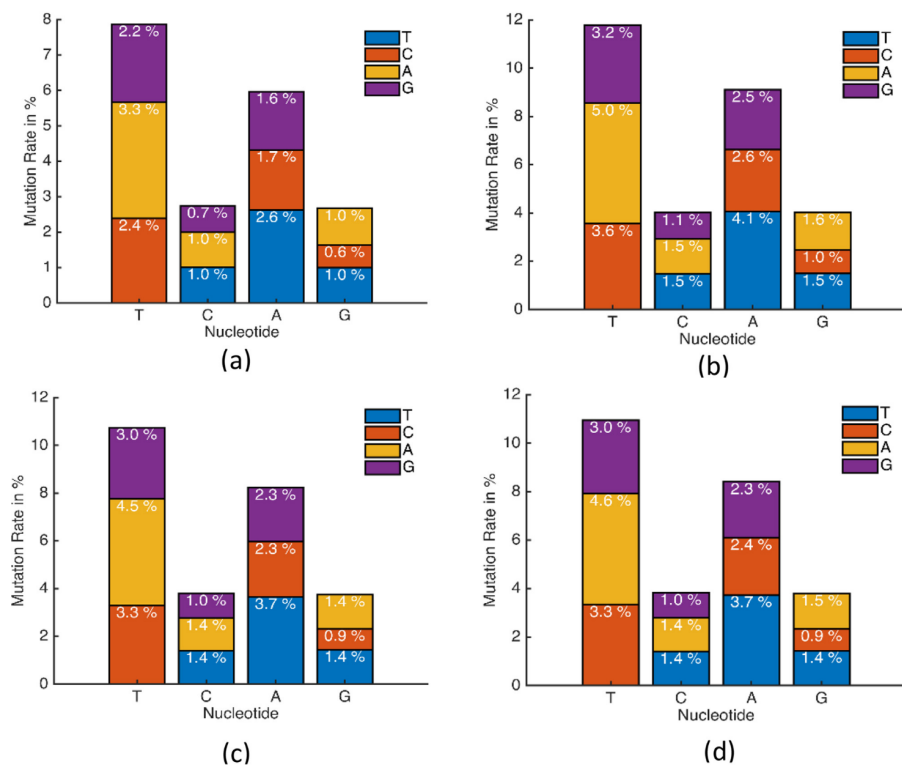 8
7
6
5
4
3
2
1
0
Mutation Rate in %
2.2 %
3.3 %
2.4 %
0.7 %
1.0 %
1.0 %
1.6 %
1.7 %
2.6 %
1.0 %
0.6 %
1.0 %
T
C
A
G
T C A G
Nucleotide
(a)
12
10
8
6
4
2
0
Mutation Rate in %
3.2 %
5.0 %
3.6 %
1.1 %
1.5 %
1.5 %
2.5 %
2.6 %
4.1 %
1.6 %
1.0 %
1.5 %
T
C
A
G
T C A G
Nucleotide
(b)
12
10
8
6
4
2
0
Mutation Rate in %
3.0 %
4.5 %
3.3 %
1.0 %
1.4 %
1.4 %
2.3 %
2.3 %
3.7 %
1.4 %
0.9 %
1.4 %
T
C
A
G
T C A G
Nucleotide
(c)
12
10
8
6
4
2
0
Mutation Rate in %
3.0 %
4.6 %
3.3 %
1.0 %
1.4 %
1.4 %
2.3 %
2.4 %
3.7 %
1.5 %
0.9 %
1.4 %
T
C
A
G
T C A G
Nucleotide
(d)